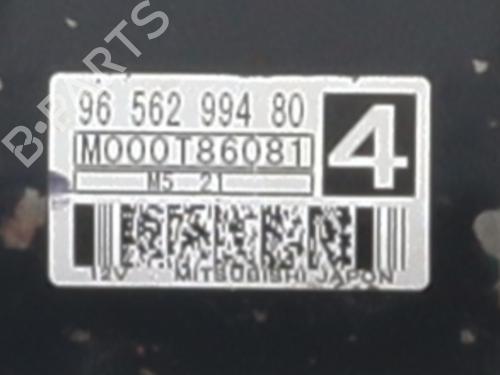 B-PARTS
96 562 994 80
M000T86081
4
M5 21
12V MITSUBISHI JAPON